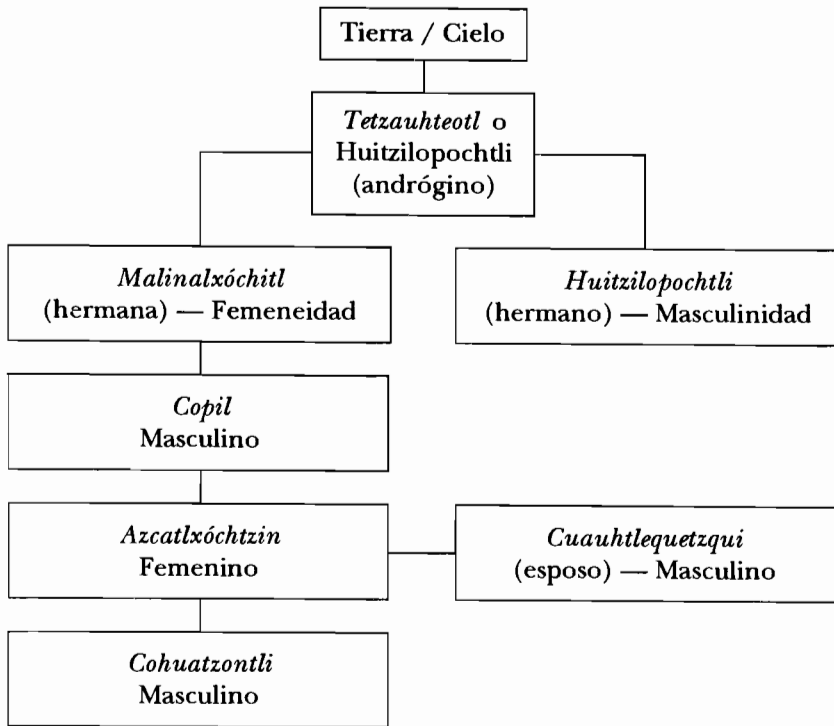 Tierra / Cielo
Tetzauhteotl o
Huitzilopochtli
(andrógino)
Malinalxóchitl
(hermana) — Femeneidad
Huitzilopochtli
(hermano) — Masculinidad
Copil
Masculino
Azcatlxóchtzin
Femenino
Cuauhtlequetzqui
(esposo) — Masculino
Cohuatzontli
Masculino